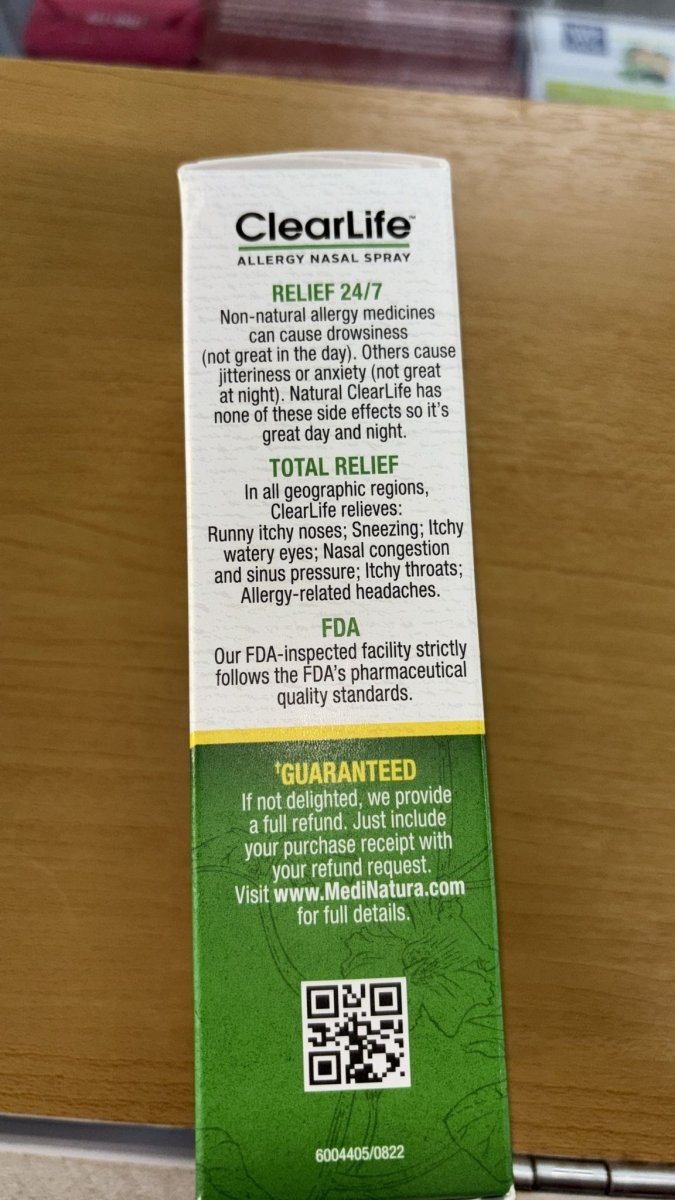 ClearLife™
ALLERGY NASAL SPRAY
RELIEF 24/7
Non-natural allergy medicines
can cause drowsiness
(not great in the day). Others cause
jitteriness or anxiety (not great
at night). Natural ClearLife has
none of these side effects so it's
great day and night.
TOTAL RELIEF
In all geographic regions,
ClearLife relieves:
Runny itchy noses; Sneezing; Itchy
watery eyes; Nasal congestion
and sinus pressure; Itchy throats;
Allergy-related headaches.
FDA
Our FDA-inspected facility strictly
follows the FDA's pharmaceutical
quality standards.
†GUARANTEED
If not delighted, we provide
a full refund. Just include
your purchase receipt with
your refund request.
Visit www.MediNatura.com
for full details.
6004405/0822